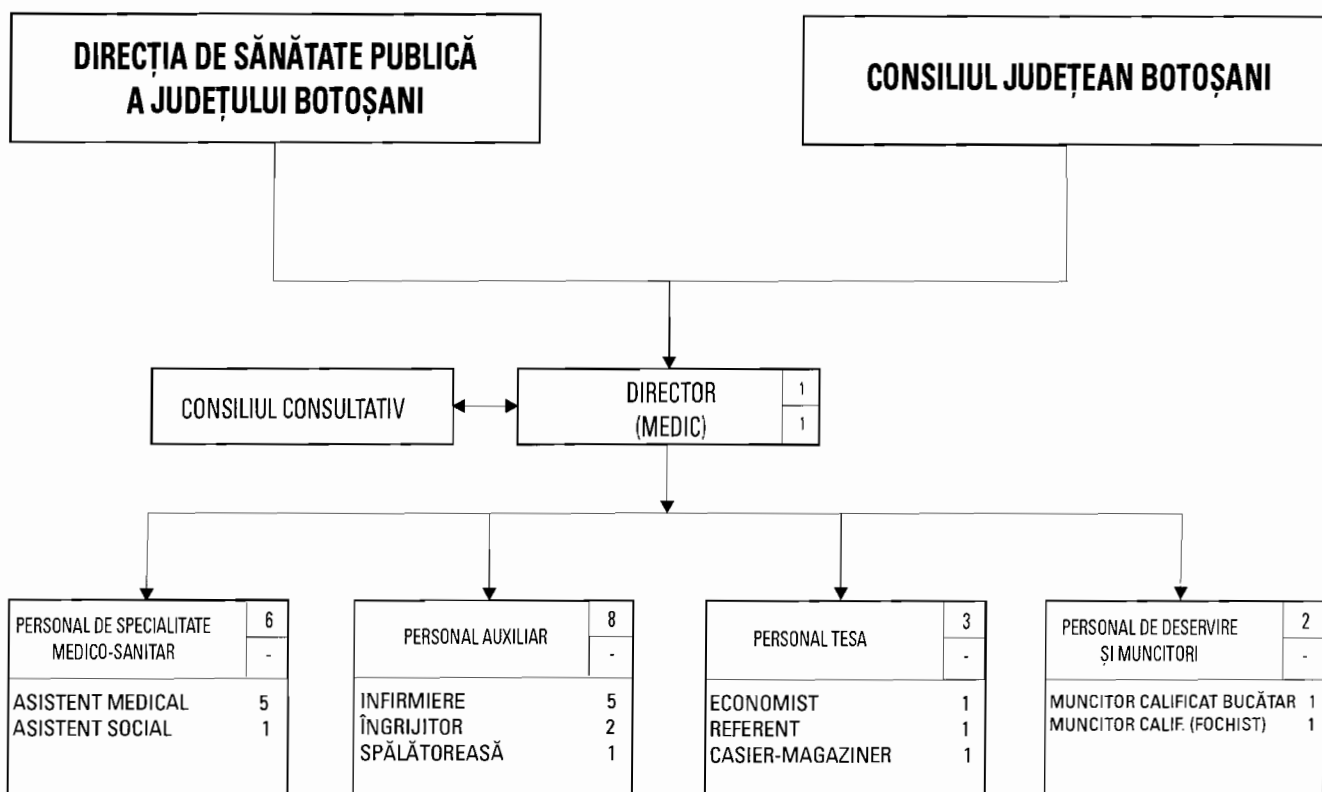 DIRECȚIA DE SĂNĂTATE PUBLICĂ
A JUDEȚULUI BOTOȘANI
CONSILIUL JUDEȚEAN BOTOȘANI
CONSILIUL CONSULTATIV
DIRECTOR
(MEDIC)
1
1
PERSONAL DE SPECIALITATE
MEDICO-SANITAR
6
-
ASISTENT MEDICAL 5
ASISTENT SOCIAL 1
PERSONAL AUXILIAR
8
-
INFIRMIERE 5
ÎNGRIJITOR 2
SPĂLĂTOREASĂ 1
PERSONAL TESA
3
-
ECONOMIST 1
REFERENT 1
CASIER-MAGAZINER 1
PERSONAL DE DESERVIRE
ȘI MUNCITORI
2
-
MUNCITOR CALIFICAT BUCĂTAR 1
MUNCITOR CALIF. (FOCHIST) 1